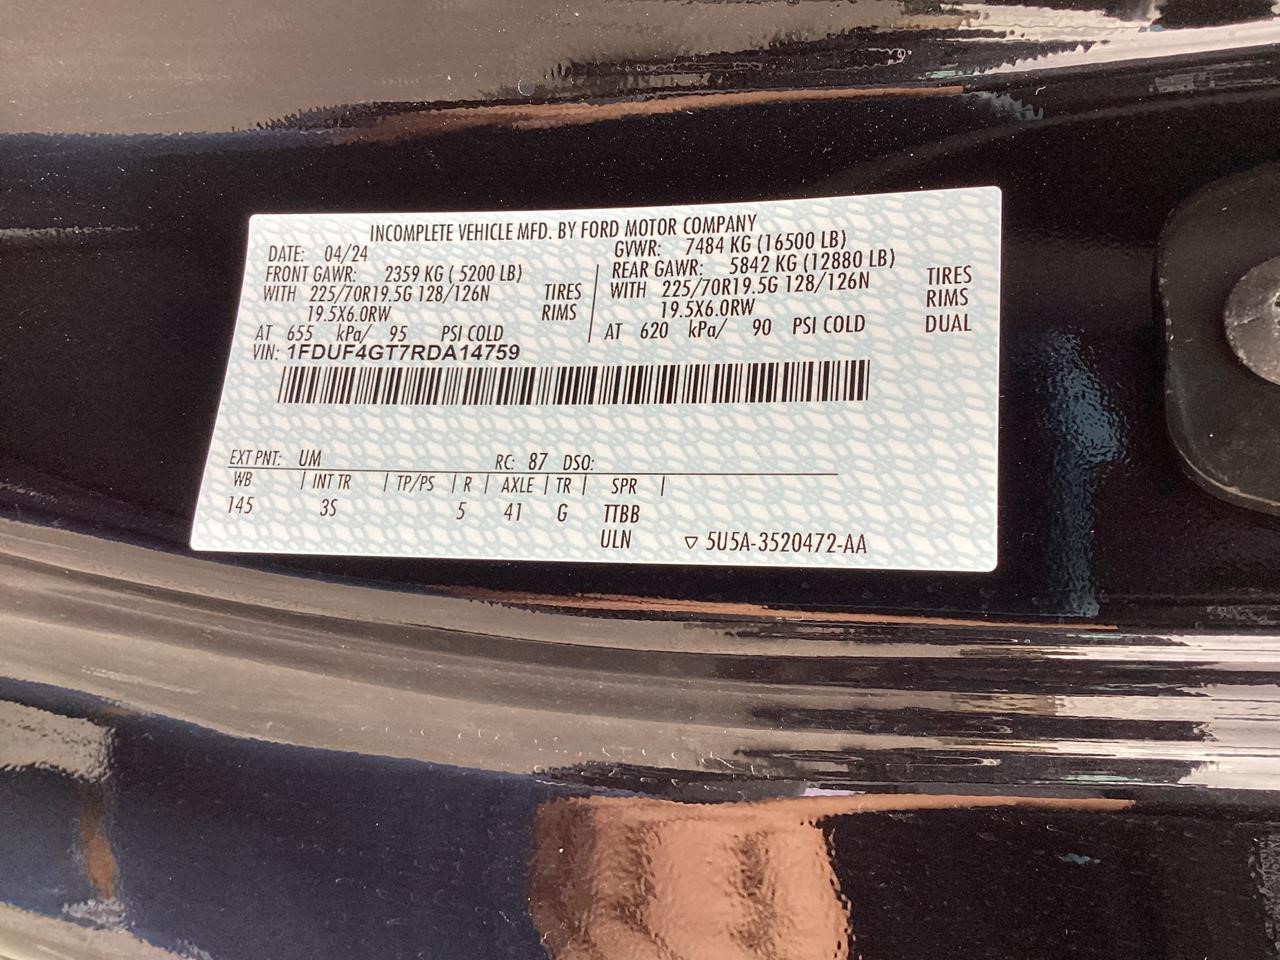 INCOMPLETE VEHICLE MFD. BY FORD MOTOR COMPANY
DATE: 04/24 GVWR: 7484 KG (16500 LB)
FRONT GAWR: 2359 KG ( 5200 LB) REAR GAWR: 5842 KG (12880 LB)
WITH 225/70R19.5G 128/126N TIRES WITH 225/70R19.5G 128/126N TIRES
19.5X6.0RW RIMS 19.5X6.0RW RIMS
AT 655 kPa/ 95 PSI COLD AT 620 kPa/ 90 PSI COLD DUAL
VIN: 1FDUF4GT7RDA14759
EXT PNT: UM RC: 87 DSO:
WB | INT TR | TP/PS | R | AXLE | TR | SPR |
145 3S 5 41 G TTBB
ULN ▽ 5U5A-3520472-AA